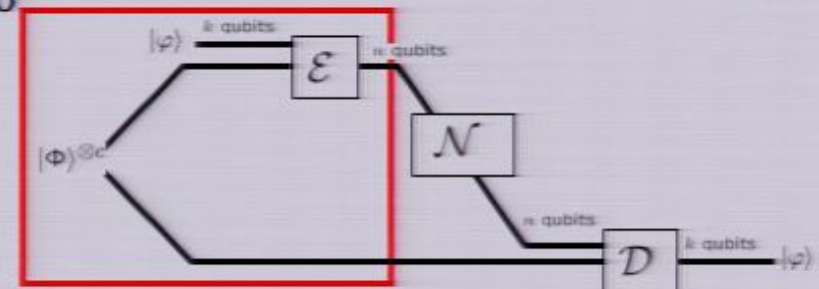 |φ⟩ k qubits
ℰ
n qubits
|Φ⟩⊗c
𝒩
n qubits
𝒟
k qubits |φ⟩